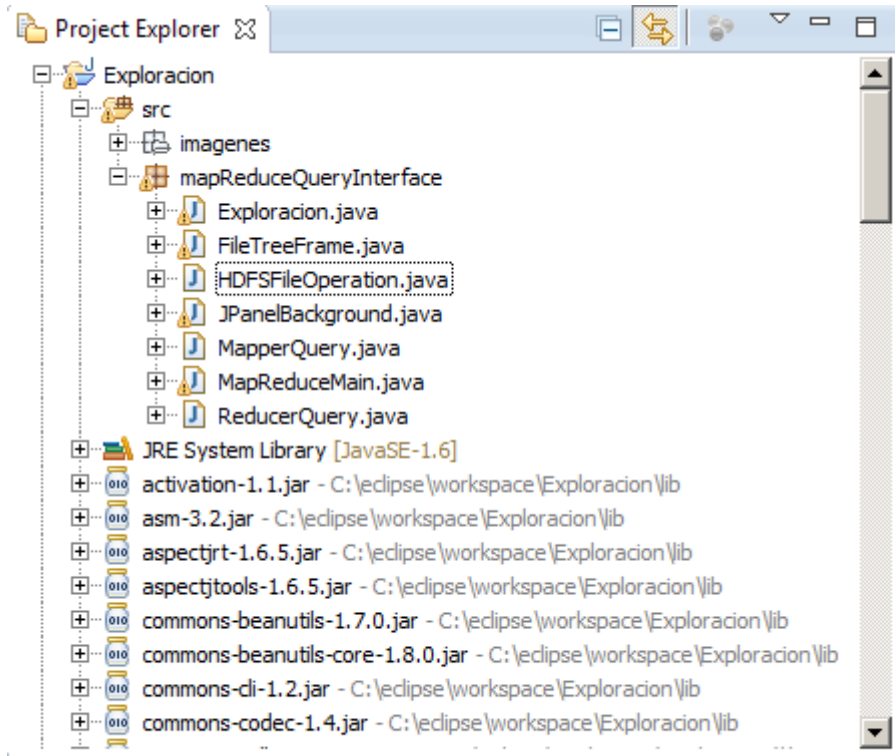 Project Explorer
Exploracion
src
imagenes
mapReduceQueryInterface
Exploracion.java
FileTreeFrame.java
HDFSFileOperation.java
JPanelBackground.java
MapperQuery.java
MapReduceMain.java
ReducerQuery.java
JRE System Library [JavaSE-1.6]
activation-1.1.jar - C:\eclipse\workspace\Exploracion\lib
asm-3.2.jar - C:\eclipse\workspace\Exploracion\lib
aspectjrt-1.6.5.jar - C:\eclipse\workspace\Exploracion\lib
aspectjtools-1.6.5.jar - C:\eclipse\workspace\Exploracion\lib
commons-beanutils-1.7.0.jar - C:\eclipse\workspace\Exploracion\lib
commons-beanutils-core-1.8.0.jar - C:\eclipse\workspace\Exploracion\lib
commons-cli-1.2.jar - C:\eclipse\workspace\Exploracion\lib
commons-codec-1.4.jar - C:\eclipse\workspace\Exploracion\lib